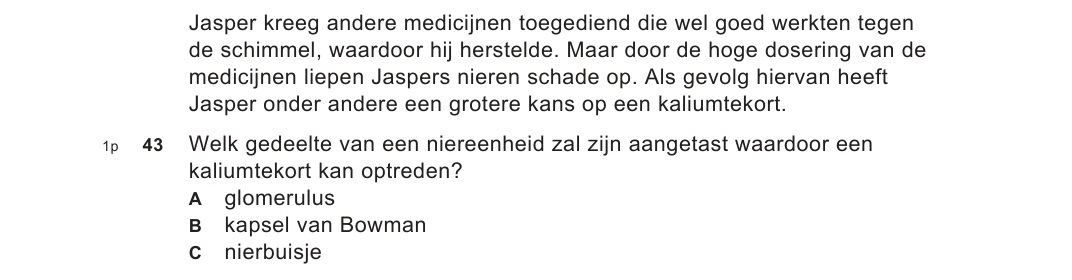 Jasper kreeg andere medicijnen toegediend die wel goed werkten tegen
de schimmel, waardoor hij herstelde. Maar door de hoge dosering van de
medicijnen liepen Jaspers nieren schade op. Als gevolg hiervan heeft
Jasper onder andere een grotere kans op een kaliumtekort.
1p 43 Welk gedeelte van een niereenheid zal zijn aangetast waardoor een
kaliumtekort kan optreden?
A glomerulus
B kapsel van Bowman
C nierbuisje